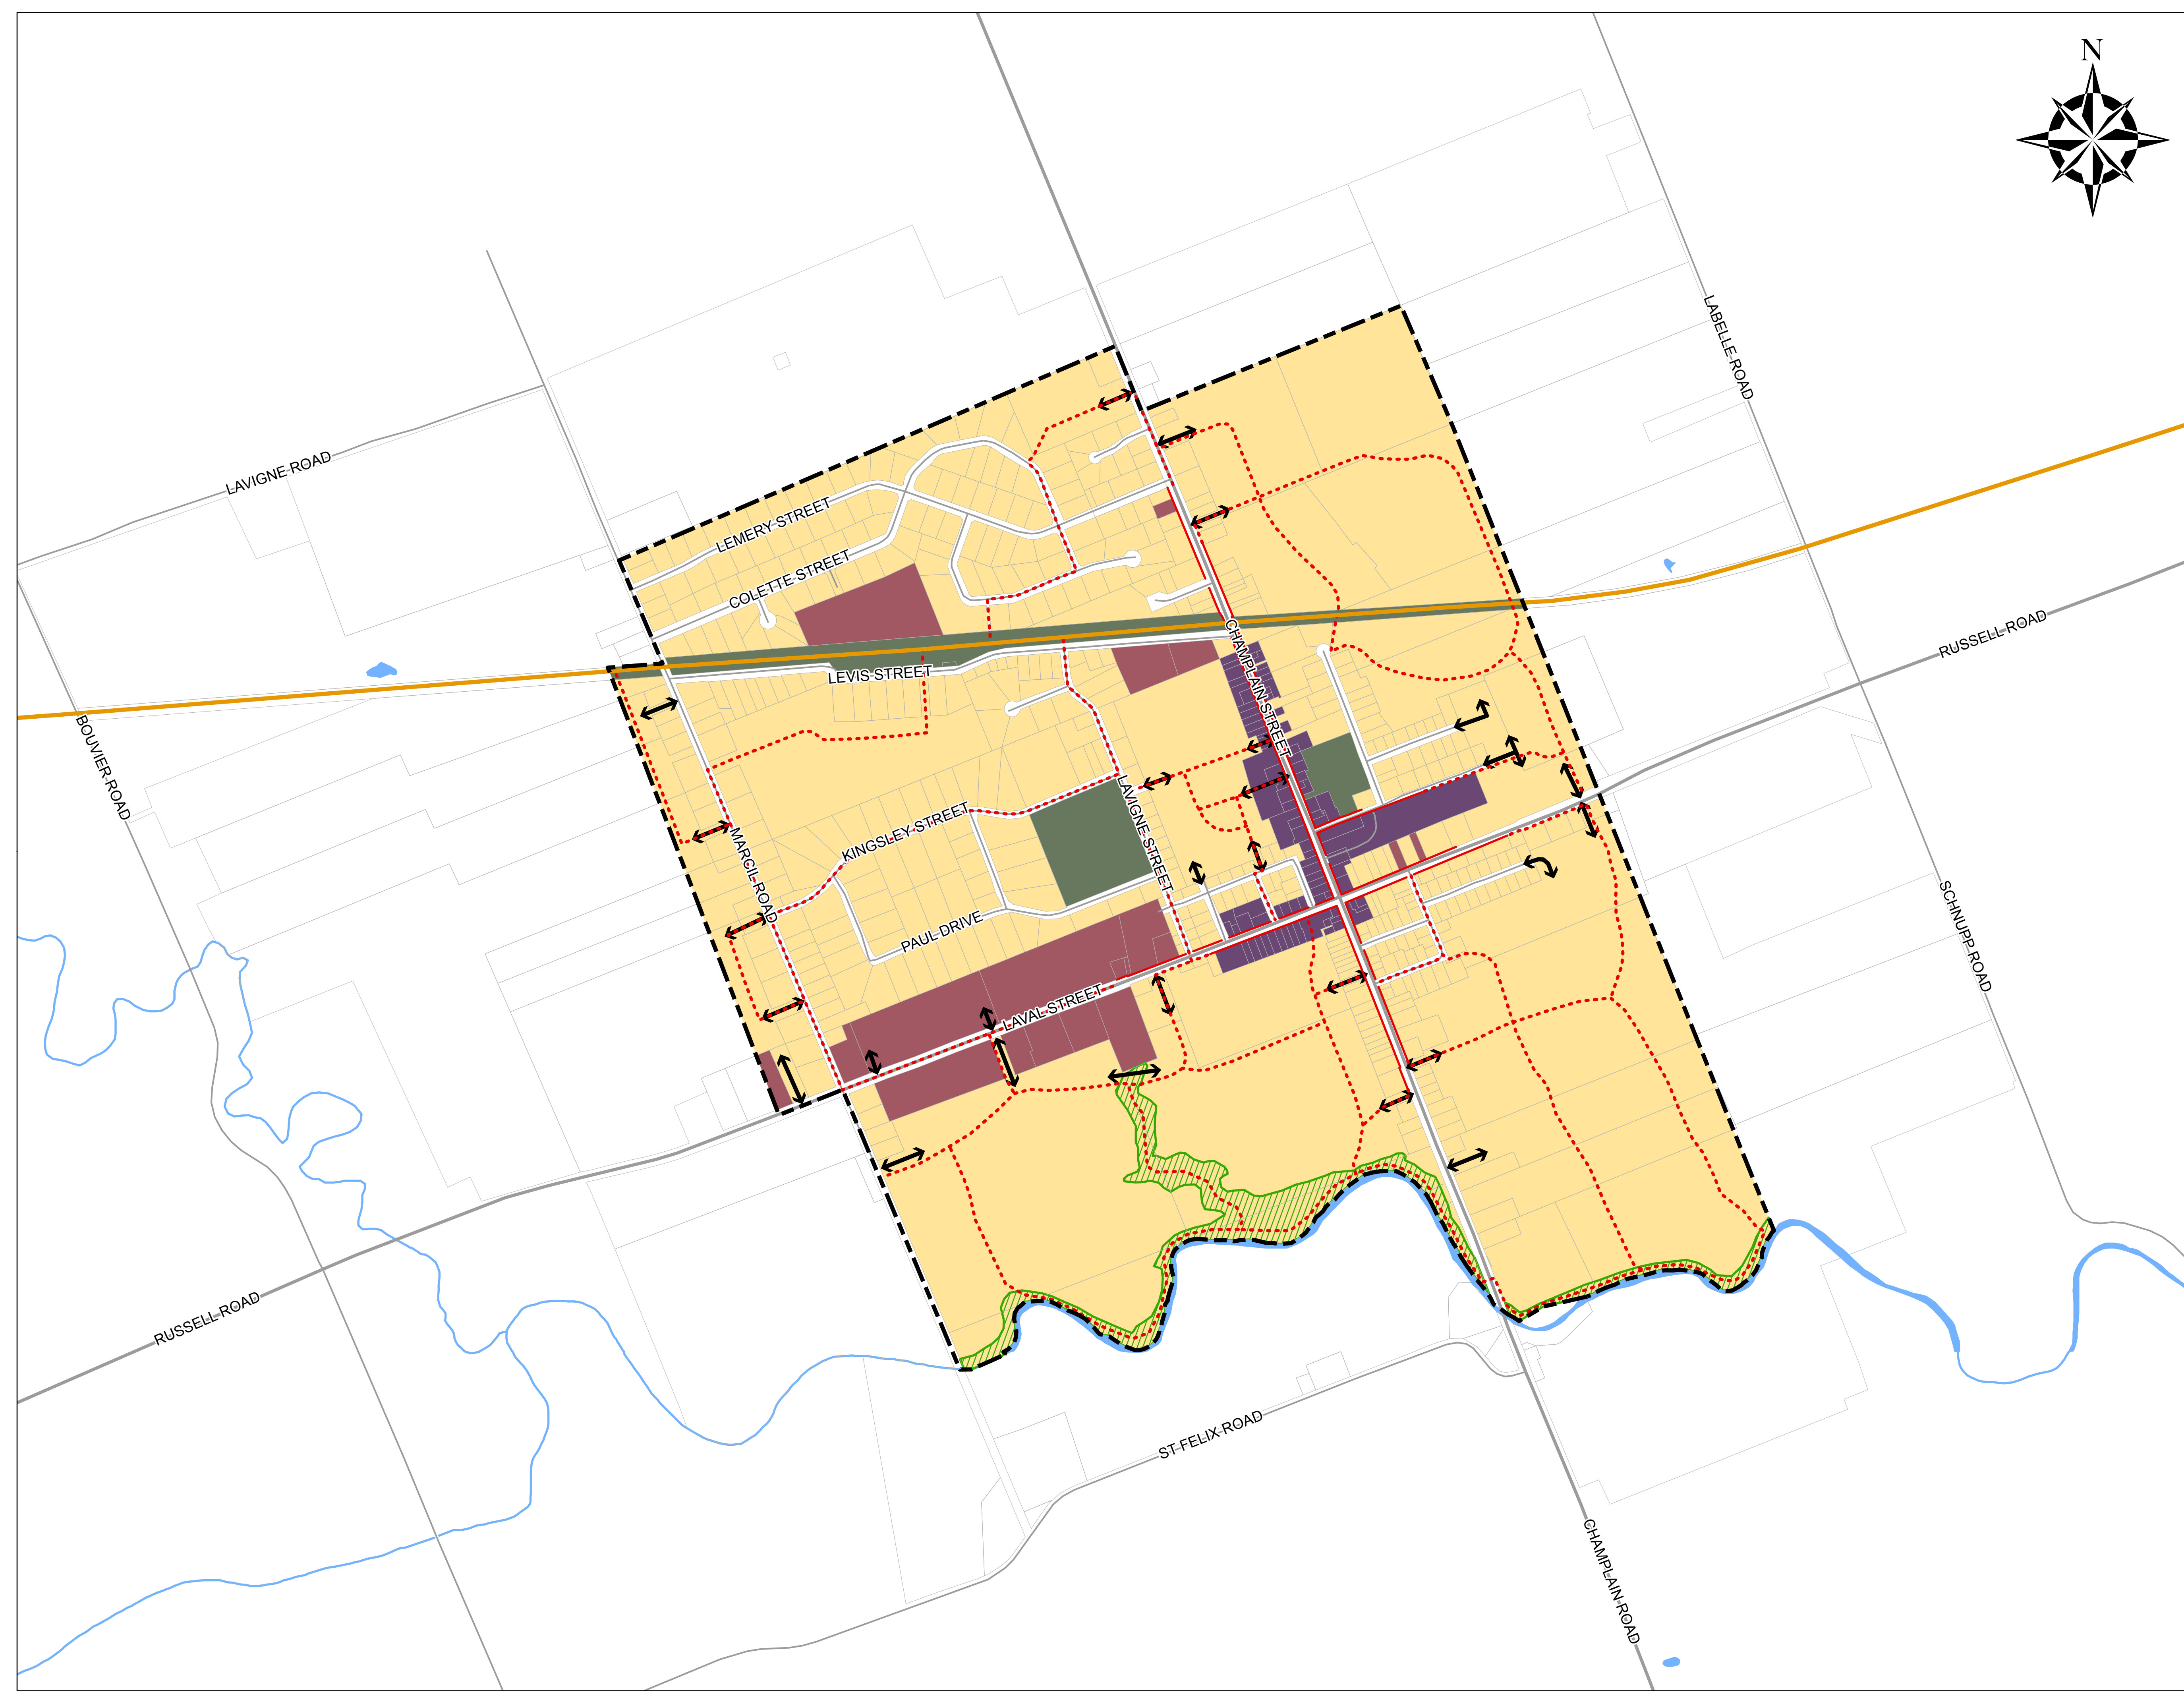 N
LABELLE ROAD
LAVIGNE ROAD
LEMERY STREET
COLETTE STREET
CHAMPLAIN STREET
RUSSELL ROAD
LEVIS STREET
BOUVIER ROAD
LAVIGNE STREET
KINGSLEY STREET
MARCIL ROAD
PAUL DRIVE
SCHNUPP ROAD
LAVAL STREET
RUSSELL ROAD
ST FELIX ROAD
CHAMPLAIN ROAD